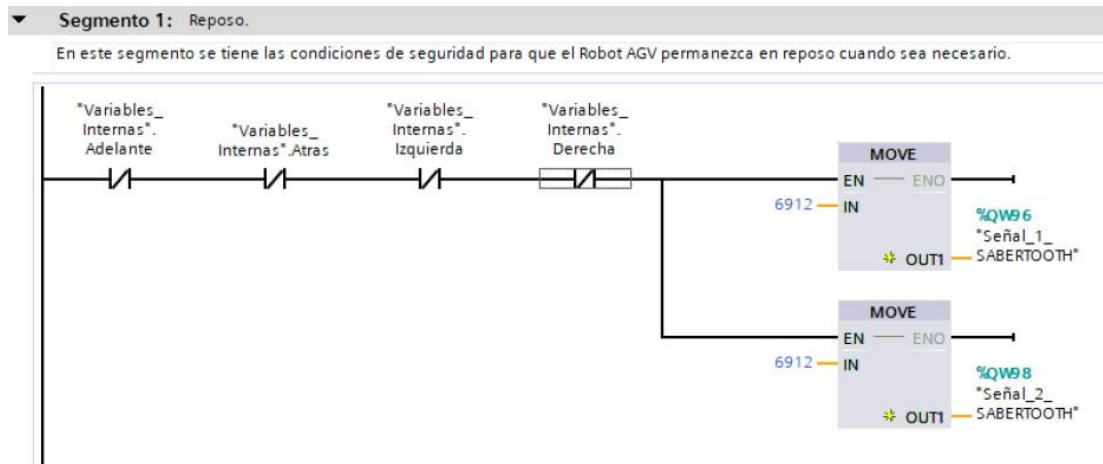 Segmento 1: Reposo.
En este segmento se tiene las condiciones de seguridad para que el Robot AGV permanezca en reposo cuando sea necesario.
"Variables_
Internas".
Adelante
"Variables_
Internas".Atras
"Variables_
Internas".
Izquierda
"Variables_
Internas".
Derecha
MOVE
EN ENO
6912 IN
OUT1
%QW96
"Señal_1_
SABERTOOTH"
MOVE
EN ENO
6912 IN
OUT1
%QW98
"Señal_2_
SABERTOOTH"